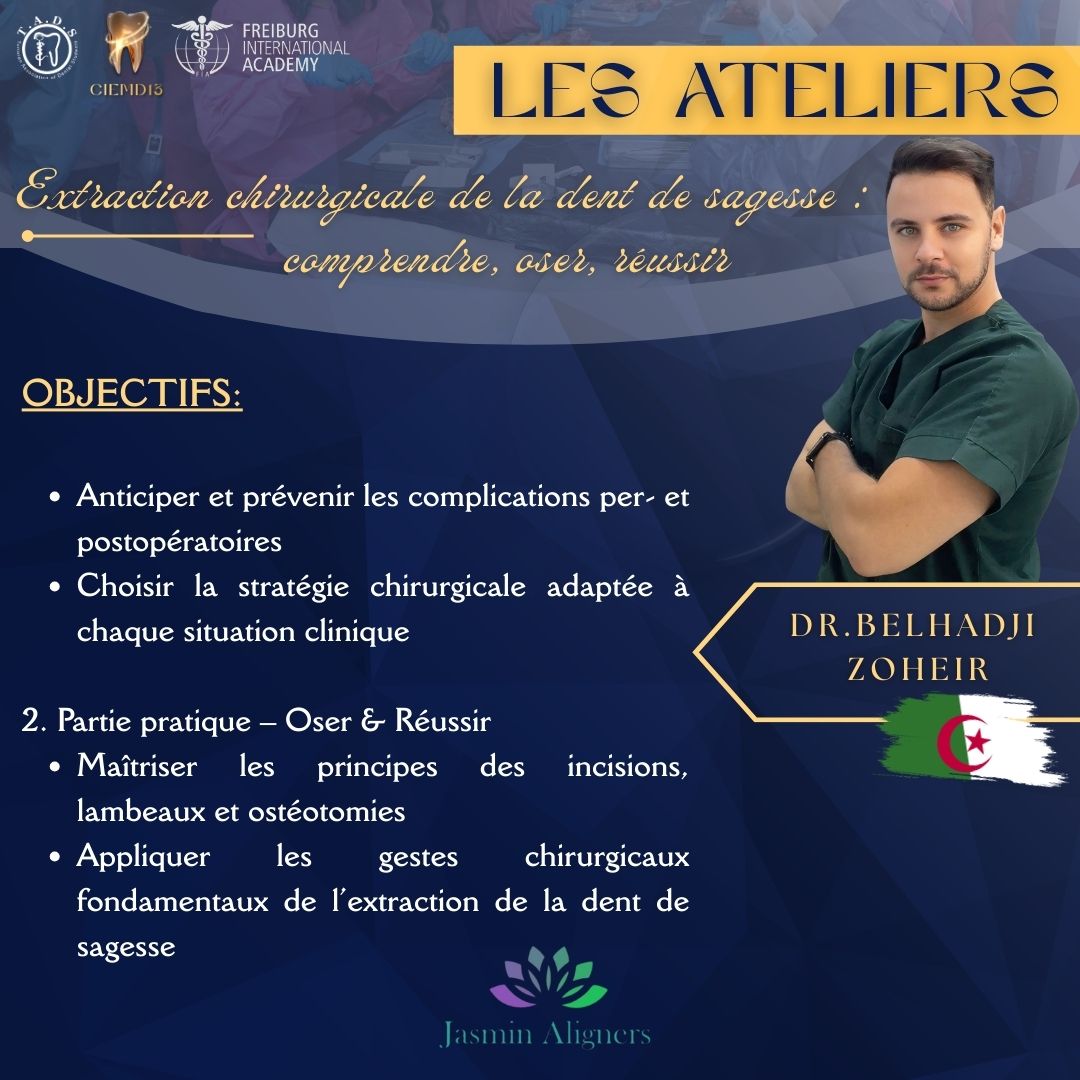 T.A.D.S
CIEMD13
FREIBURG
INTERNATIONAL
ACADEMY
FIA
LES ATELIERS
Extraction chirurgicale de la dent de sagesse :
comprendre, oser, réussir
OBJECTIFS:
• Anticiper et prévenir les complications per- et
postopératoires
• Choisir la stratégie chirurgicale adaptée à
chaque situation clinique
DR.BELHADJI
ZOHEIR
2. Partie pratique – Oser & Réussir
• Maîtriser les principes des incisions,
lambeaux et ostéotomies
• Appliquer les gestes chirurgicaux
fondamentaux de l'extraction de la dent de
sagesse
Jasmin Aligners